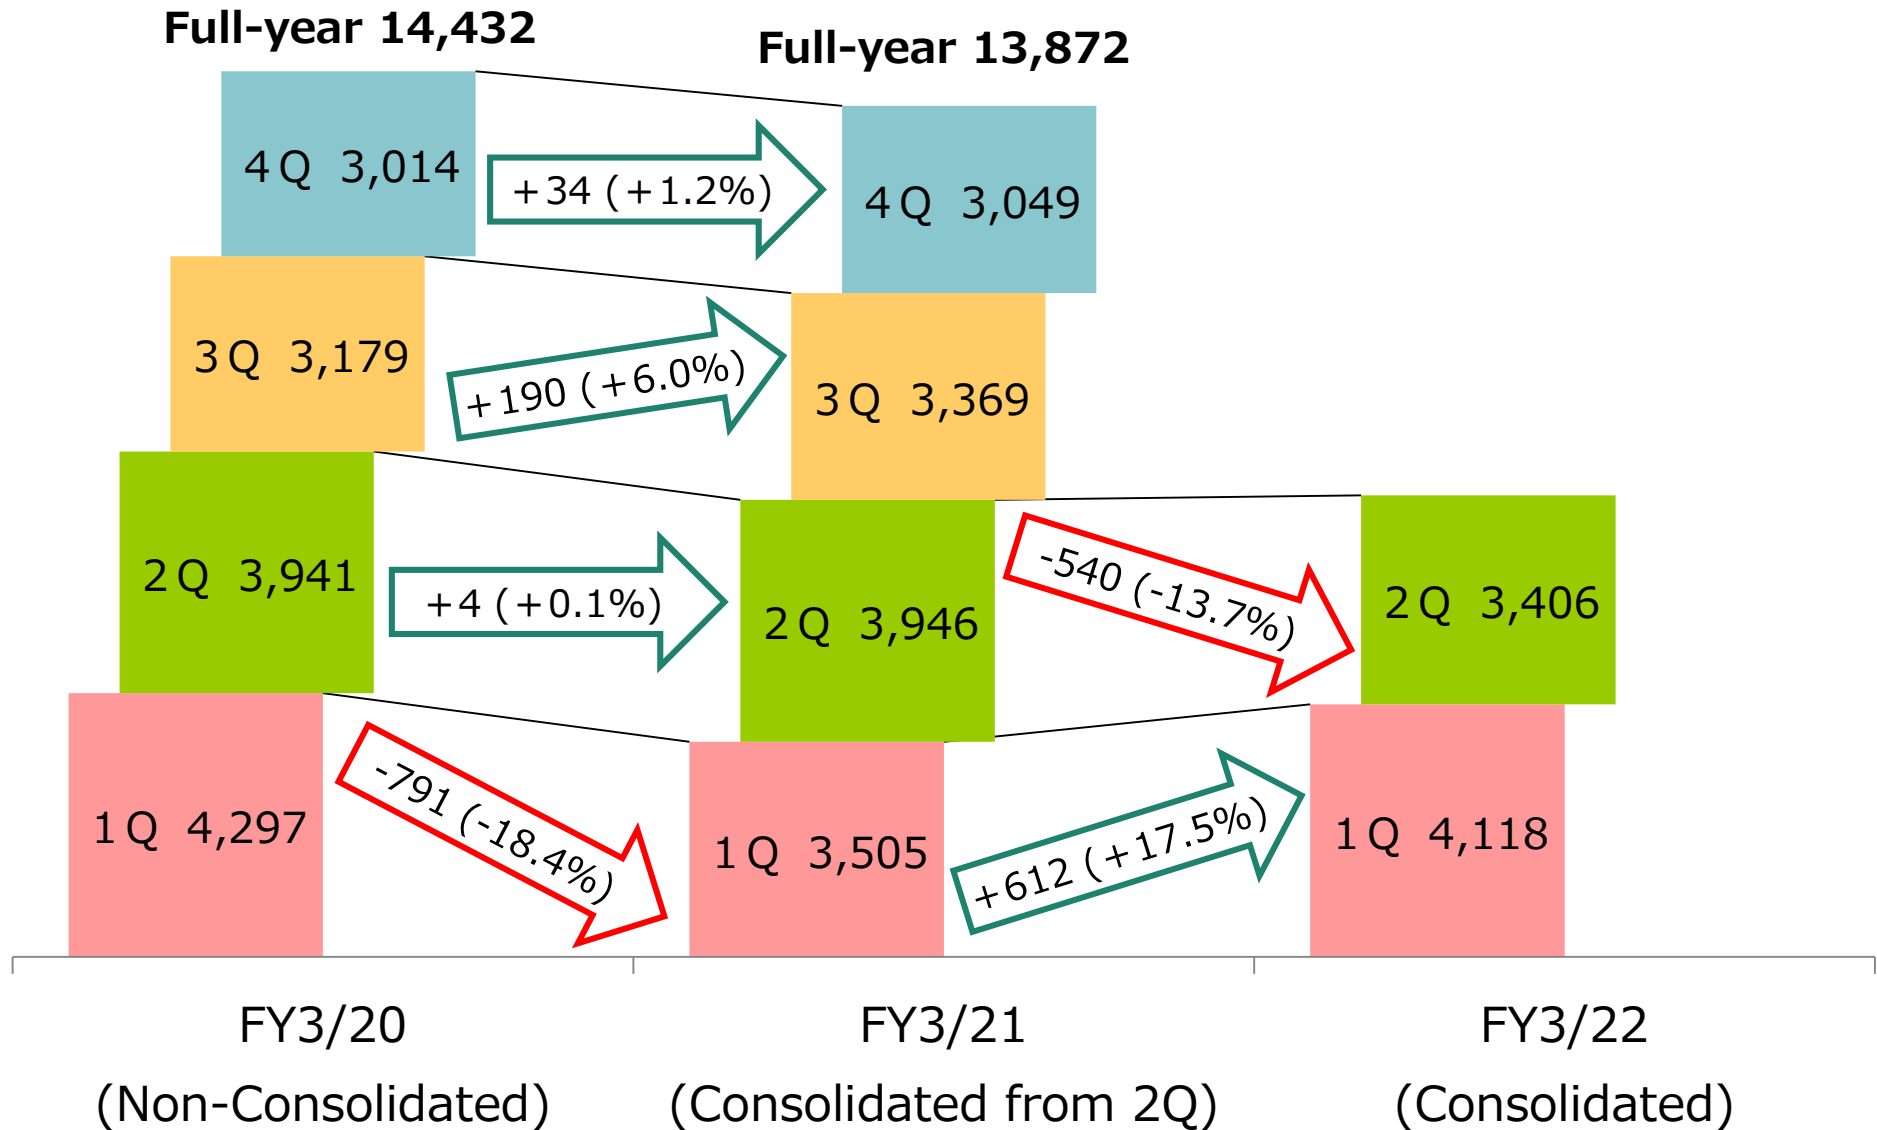 Full-year 14,432
Full-year 13,872
4Q 3,014
+34 (+1.2%)
4Q 3,049
3Q 3,179
+190 (+6.0%)
3Q 3,369
2Q 3,941
+4 (+0.1%)
2Q 3,946
-540 (-13.7%)
2Q 3,406
1Q 4,297
-791 (-18.4%)
1Q 3,505
+612 (+17.5%)
1Q 4,118
FY3/20
(Non-Consolidated)
FY3/21
(Consolidated from 2Q)
FY3/22
(Consolidated)